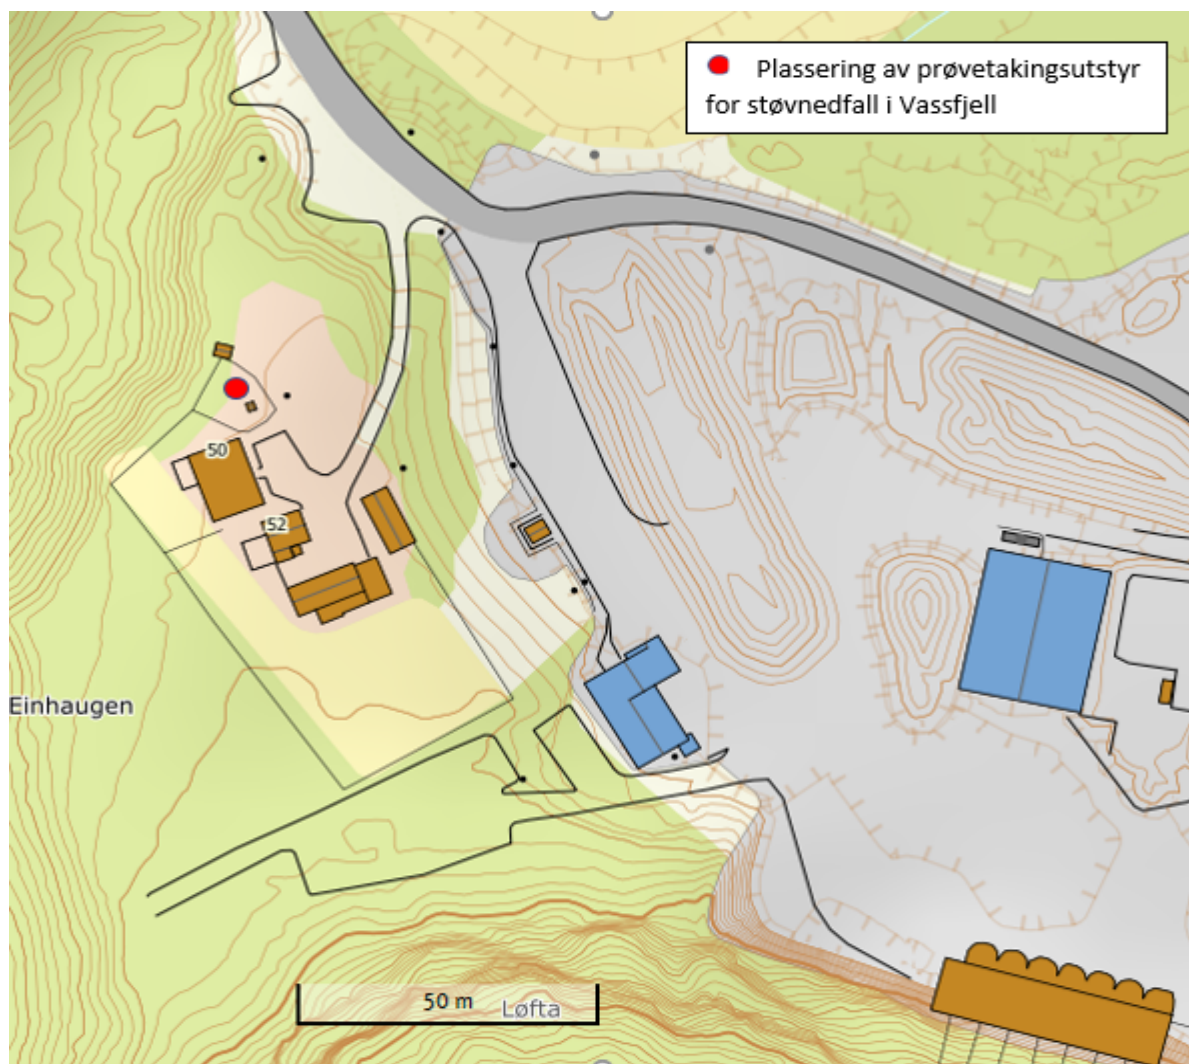 Plassering av prøvetakingsutstyr
for støvnedfall i Vassfjell
50
52
Einhaugen
50 m
Løfta